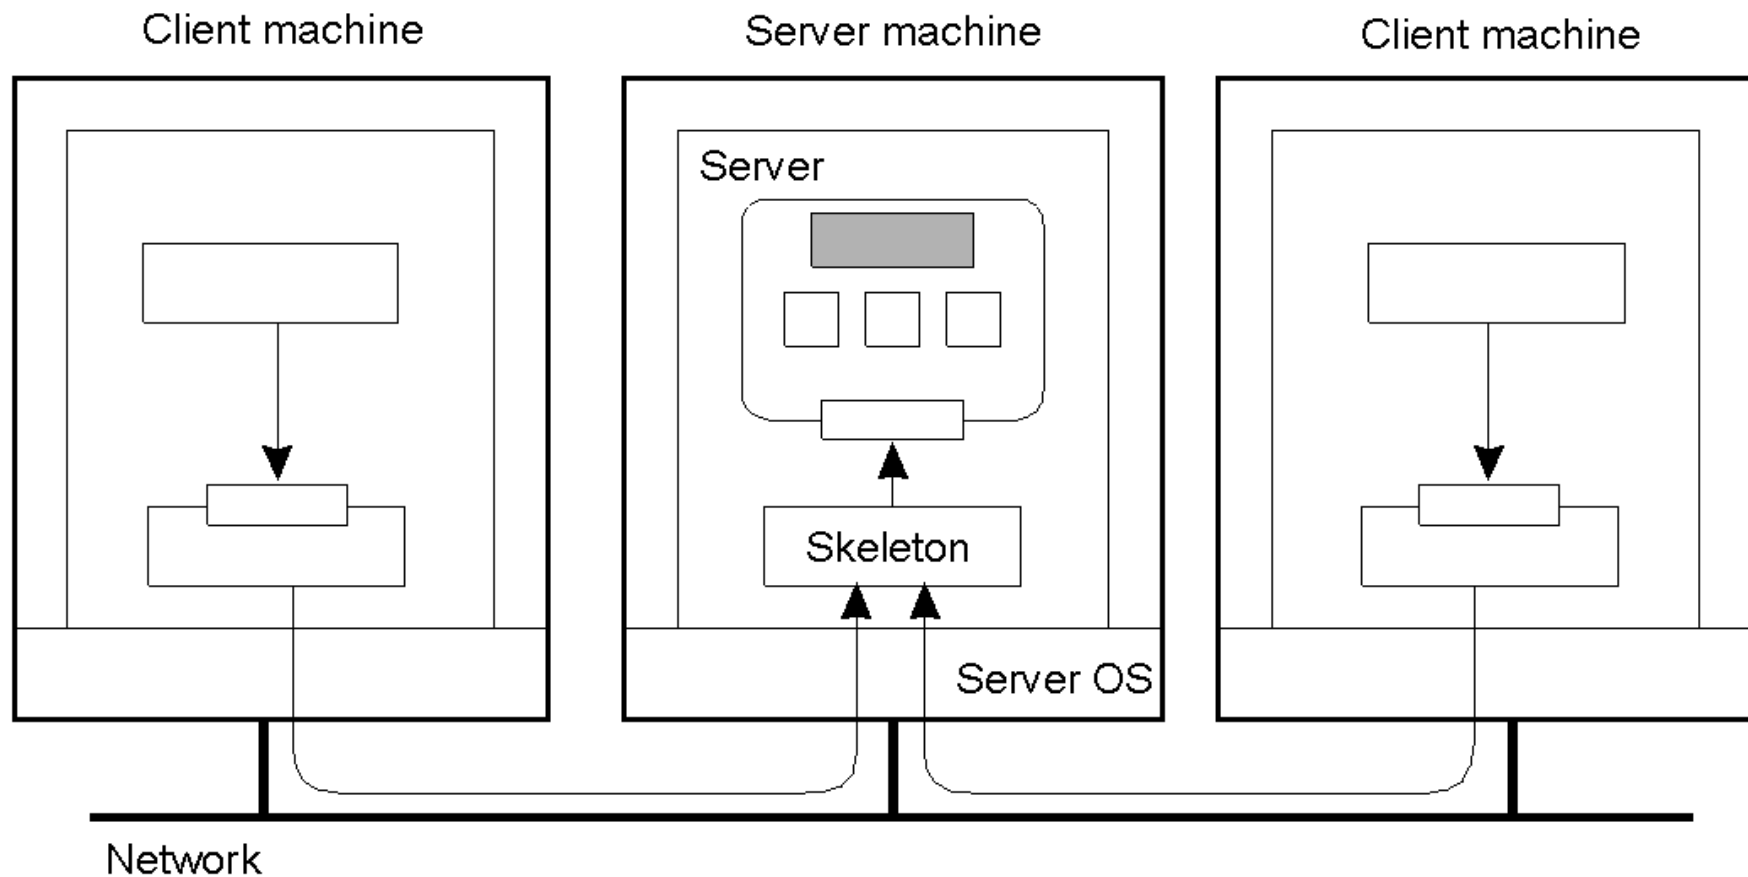 Client machine
Server machine
Client machine
Server
Skeleton
Server OS
Network